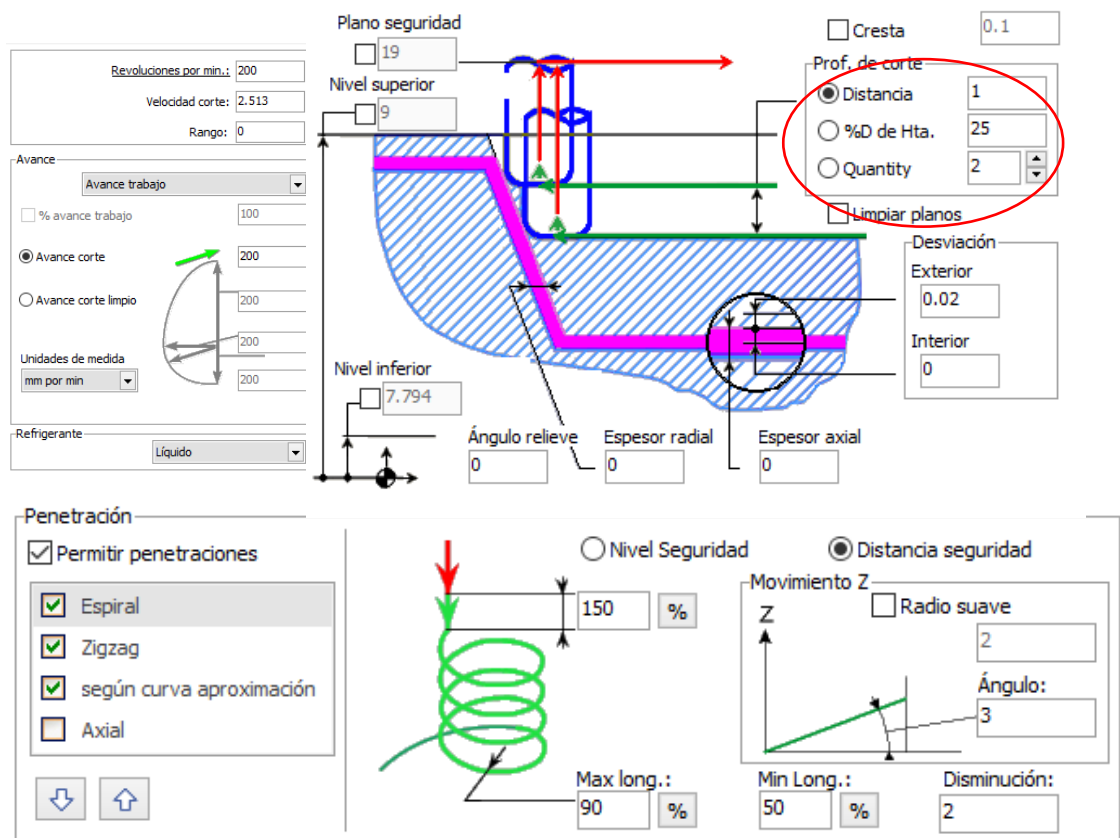 Revoluciones por min.: 200
Velocidad corte: 2.513
Rango: 0
Avance
Avance trabajo
% avance trabajo 100
Avance corte 200
Avance corte limpio 200
200
Unidades de medida
mm por min 200
Refrigerante
Líquido
Plano seguridad
19
Nivel superior
9
Nivel inferior
7.794
Ángulo relieve
0
Espesor radial
0
Espesor axial
0
Cresta 0.1
Prof. de corte
Distancia 1
%D de Hta. 25
Quantity 2
Limpiar planos
Desviación
Exterior
0.02
Interior
0
Penetración
Permitir penetraciones
Espiral
Zigzag
según curva aproximación
Axial
Nivel Seguridad
Distancia seguridad
150 %
Movimiento Z
Radio suave
Z
2
Ángulo:
3
Max long.:
90 %
Min Long.:
50 %
Disminución:
2